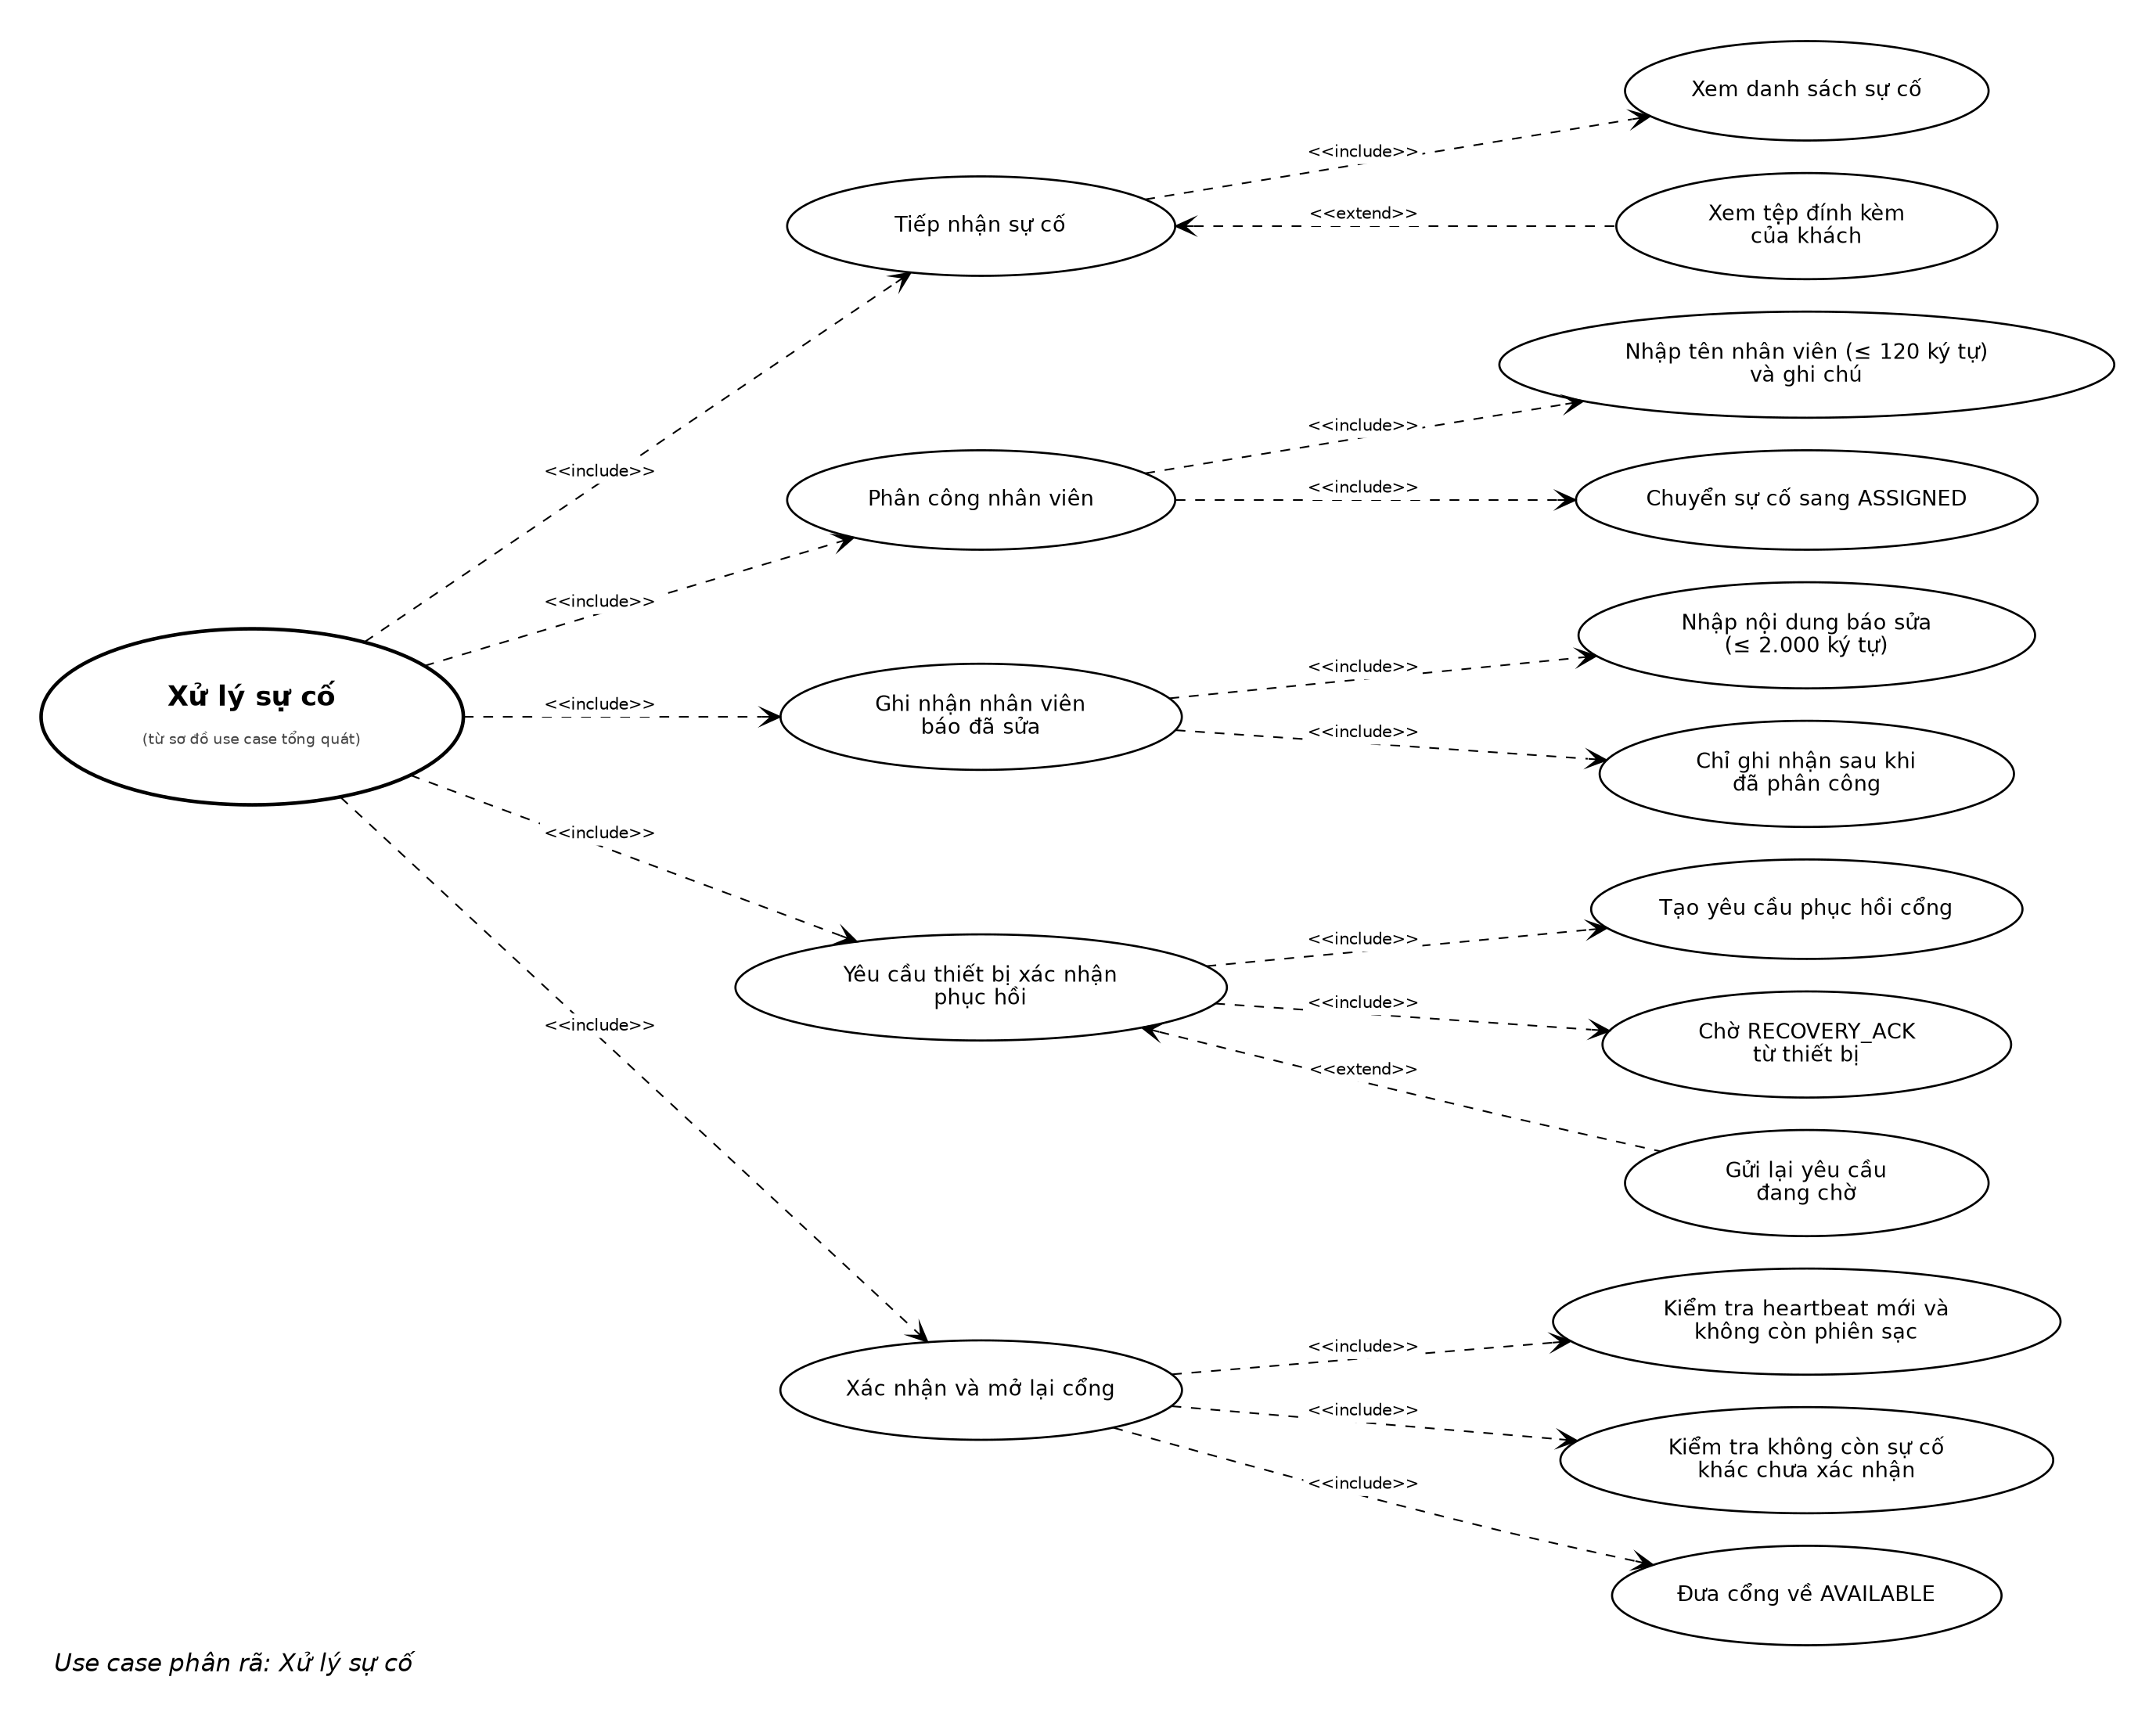 Xem danh sách sự cố
<<include>>
Tiếp nhận sự cố
<<extend>>
Xem tệp đính kèm
của khách
Nhập tên nhân viên (≤ 120 ký tự)
và ghi chú
<<include>>
<<include>>
Phân công nhân viên
<<include>>
Chuyển sự cố sang ASSIGNED
<<include>>
Nhập nội dung báo sửa
(≤ 2.000 ký tự)
<<include>>
Xử lý sự cố
(từ sơ đồ use case tổng quát)
<<include>>
Ghi nhận nhân viên
báo đã sửa
<<include>>
Chỉ ghi nhận sau khi
đã phân công
<<include>>
Tạo yêu cầu phục hồi cổng
<<include>>
Yêu cầu thiết bị xác nhận
phục hồi
<<include>>
Chờ RECOVERY_ACK
từ thiết bị
<<include>>
<<extend>>
Gửi lại yêu cầu
đang chờ
Kiểm tra heartbeat mới và
không còn phiên sạc
<<include>>
Xác nhận và mở lại cổng
<<include>>
Kiểm tra không còn sự cố
khác chưa xác nhận
<<include>>
Đưa cổng về AVAILABLE
Use case phân rã: Xử lý sự cố